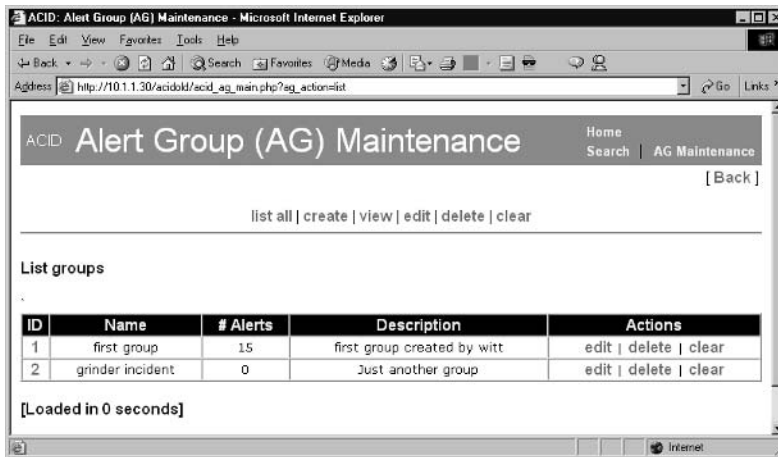 ACID: Alert Group (AG) Maintenance - Microsoft Internet Explorer
File Edit View Favorites Tools Help
Back Search Favorites Media
Address http://10.1.1.30/acidold/acid_ag_main.php?ag_action=list Go Links »
ACID Alert Group (AG) Maintenance
Home
Search | AG Maintenance
[ Back ]
list all | create | view | edit | delete | clear
List groups
ID Name # Alerts Description Actions
1 first group 15 first group created by witt edit | delete | clear
2 grinder incident 0 Just another group edit | delete | clear
[Loaded in 0 seconds]
Internet